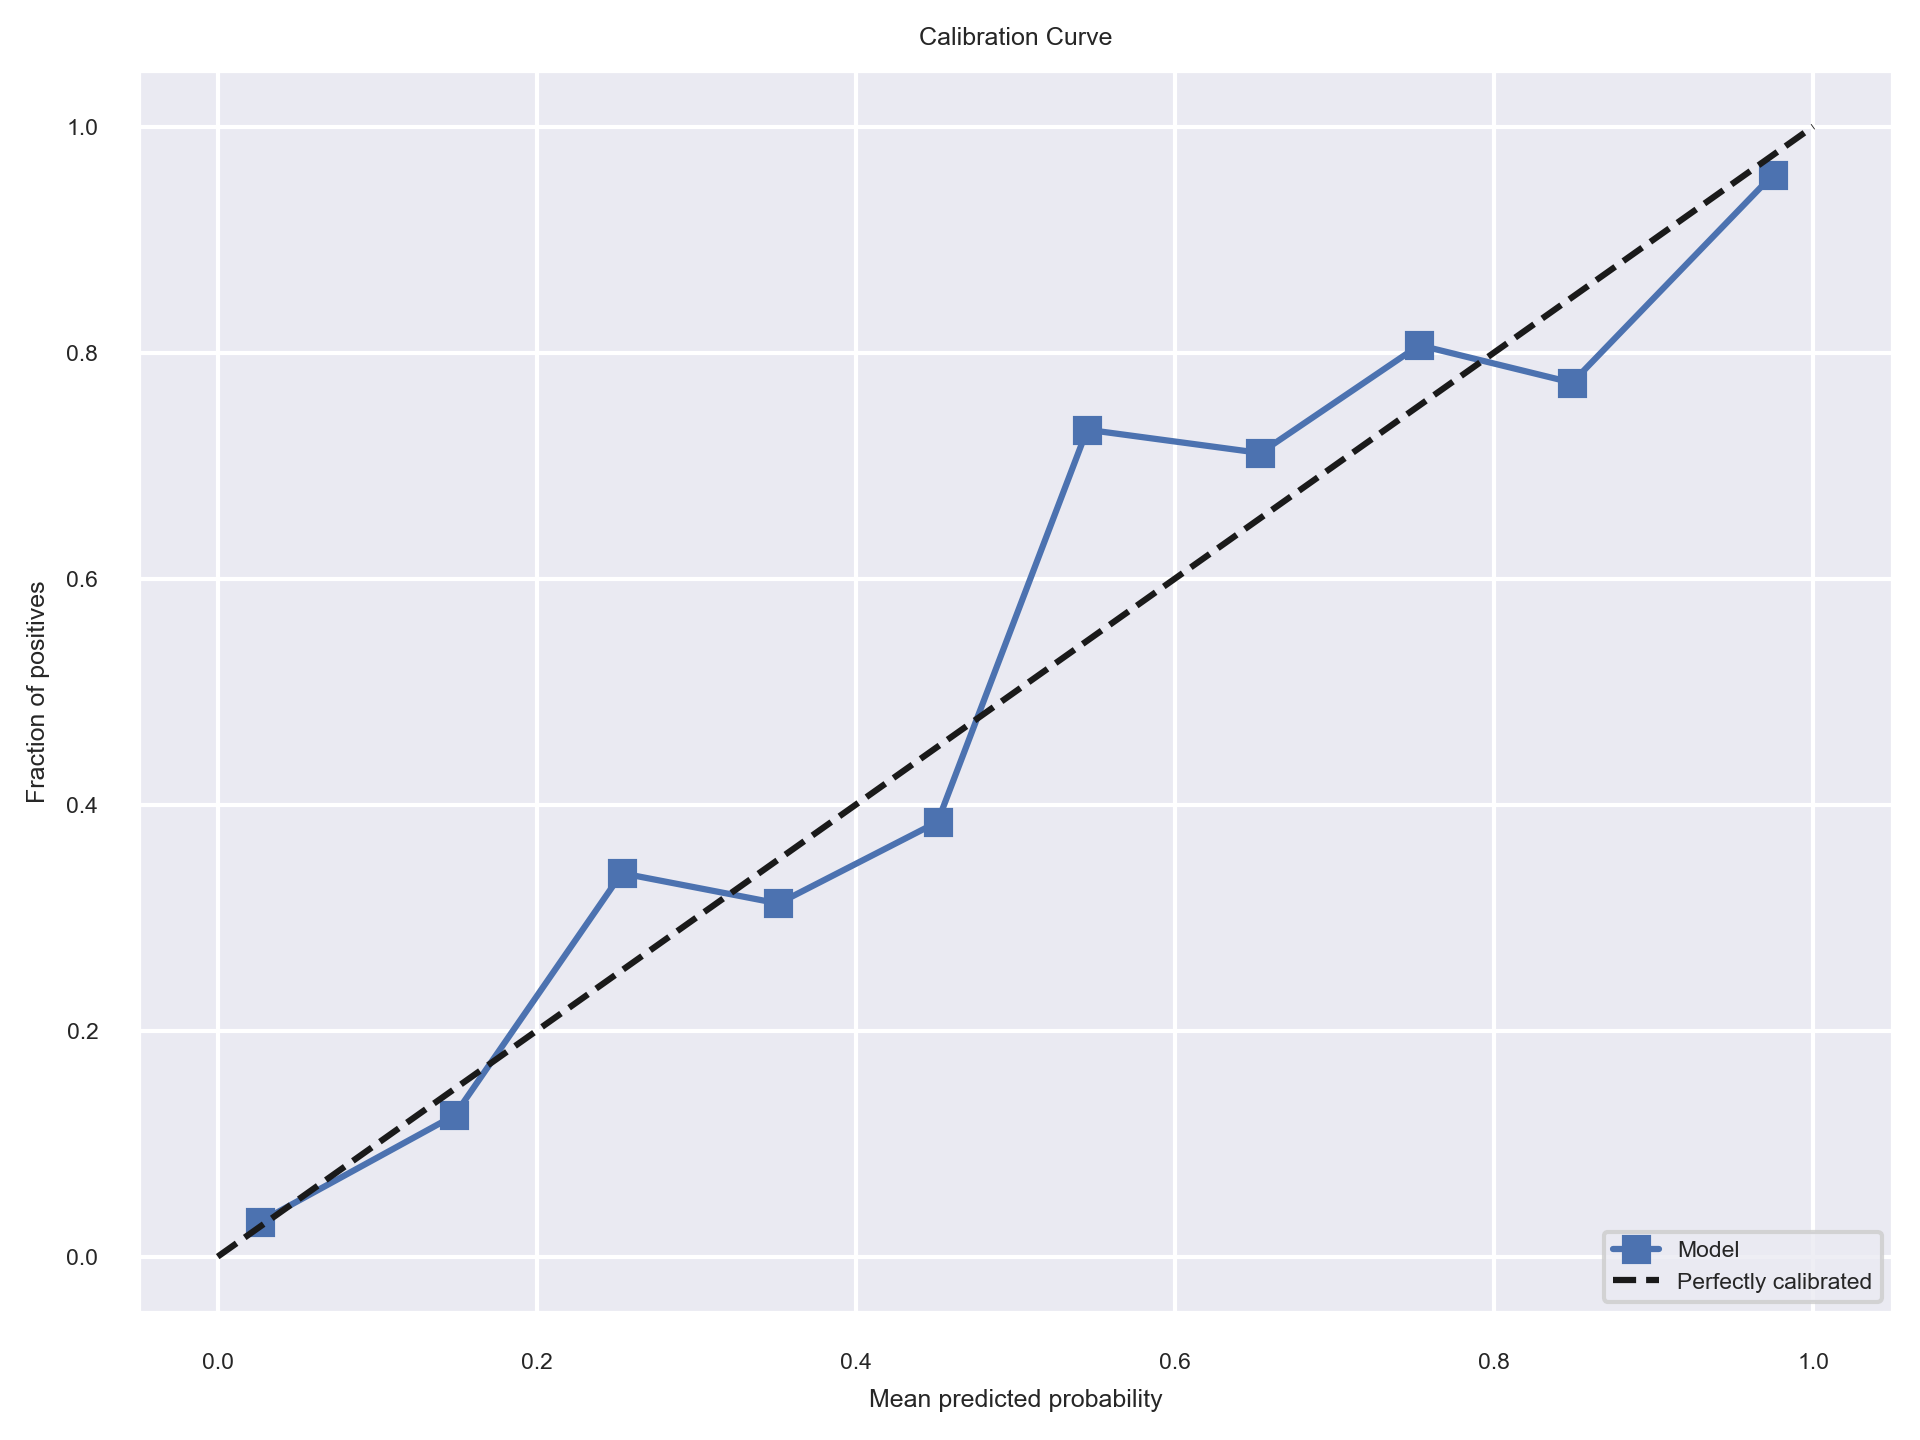 Calibration Curve
1.0
0.8
0.6
0.4
0.2
0.0
Fraction of positives
0.0 0.2 0.4 0.6 0.8 1.0
Mean predicted probability
Model
Perfectly calibrated